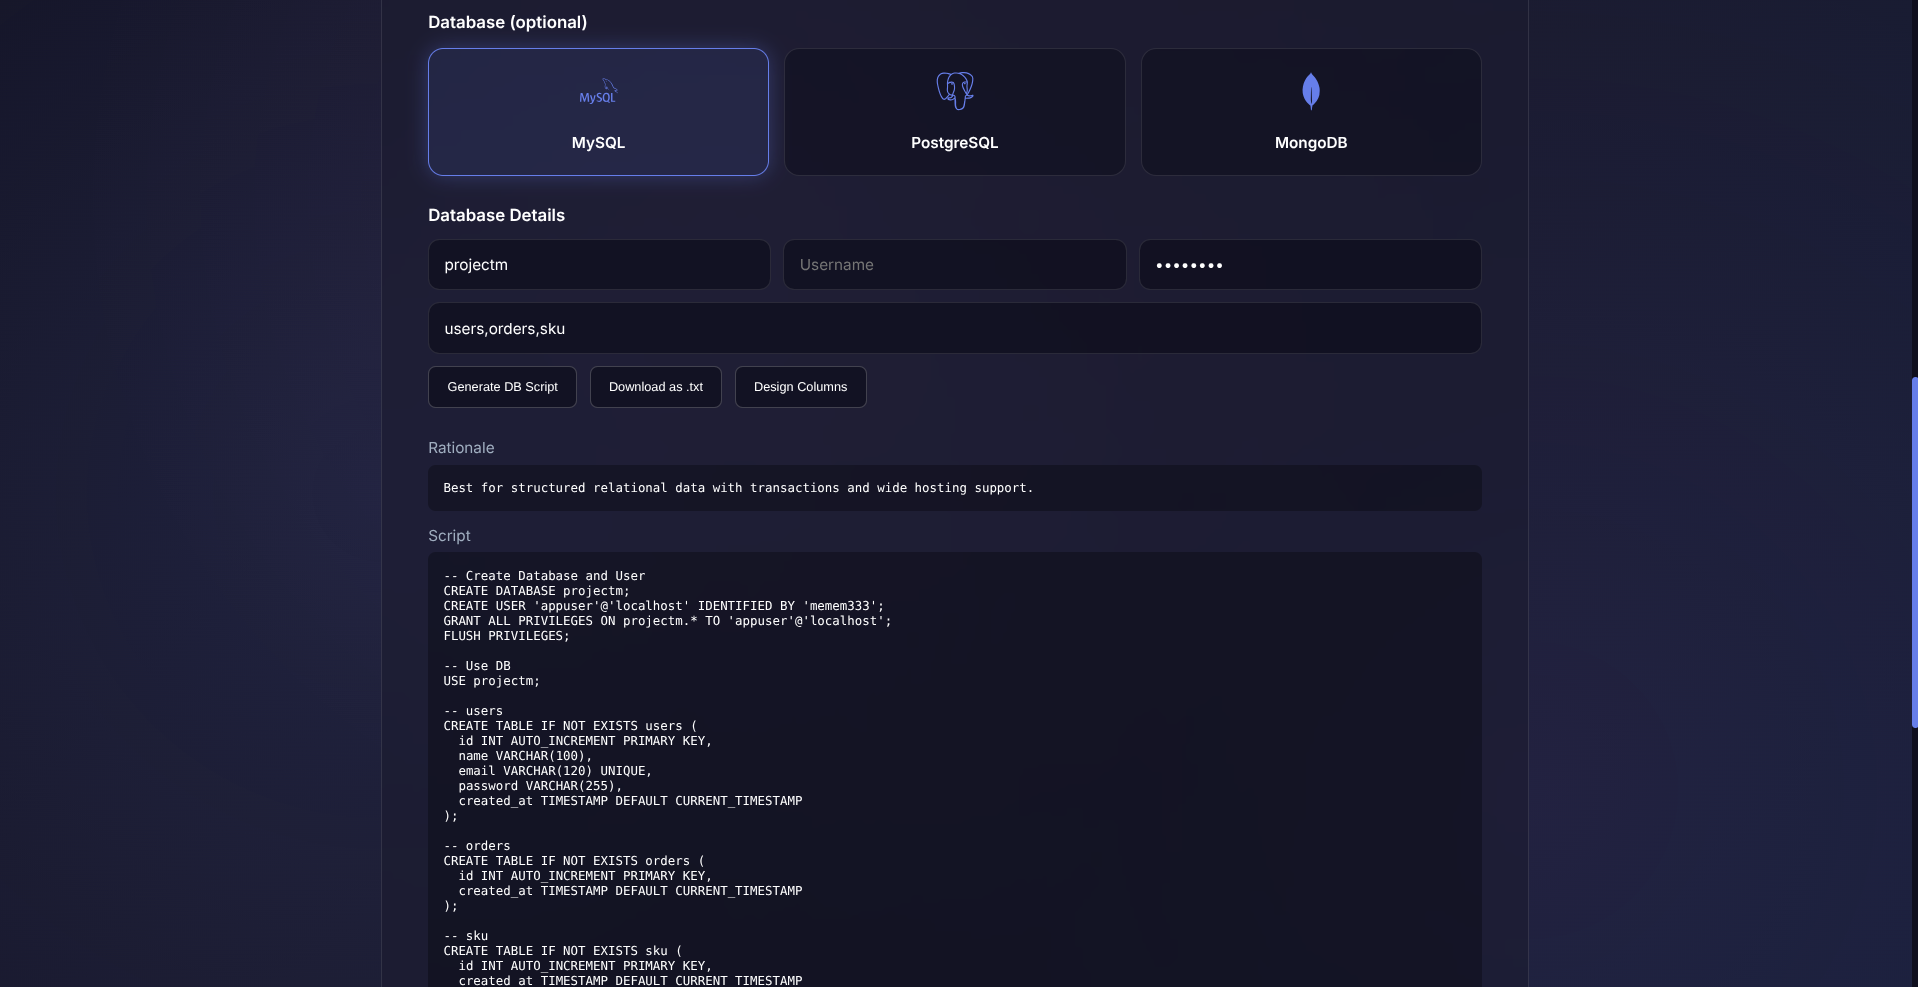 Database (optional)
MySQL
MySQL
PostgreSQL
MongoDB
Database Details
projectm
Username
••••••••
users,orders,sku
Generate DB Script
Download as .txt
Design Columns
Rationale
Best for structured relational data with transactions and wide hosting support.
Script
-- Create Database and User
CREATE DATABASE projectm;
CREATE USER 'appuser'@'localhost' IDENTIFIED BY 'memem333';
GRANT ALL PRIVILEGES ON projectm.* TO 'appuser'@'localhost';
FLUSH PRIVILEGES;
-- Use DB
USE projectm;
-- users
CREATE TABLE IF NOT EXISTS users (
  id INT AUTO_INCREMENT PRIMARY KEY,
  name VARCHAR(100),
  email VARCHAR(120) UNIQUE,
  password VARCHAR(255),
  created_at TIMESTAMP DEFAULT CURRENT_TIMESTAMP
);
-- orders
CREATE TABLE IF NOT EXISTS orders (
  id INT AUTO_INCREMENT PRIMARY KEY,
  created_at TIMESTAMP DEFAULT CURRENT_TIMESTAMP
);
-- sku
CREATE TABLE IF NOT EXISTS sku (
  id INT AUTO_INCREMENT PRIMARY KEY,
  created_at TIMESTAMP DEFAULT CURRENT_TIMESTAMP